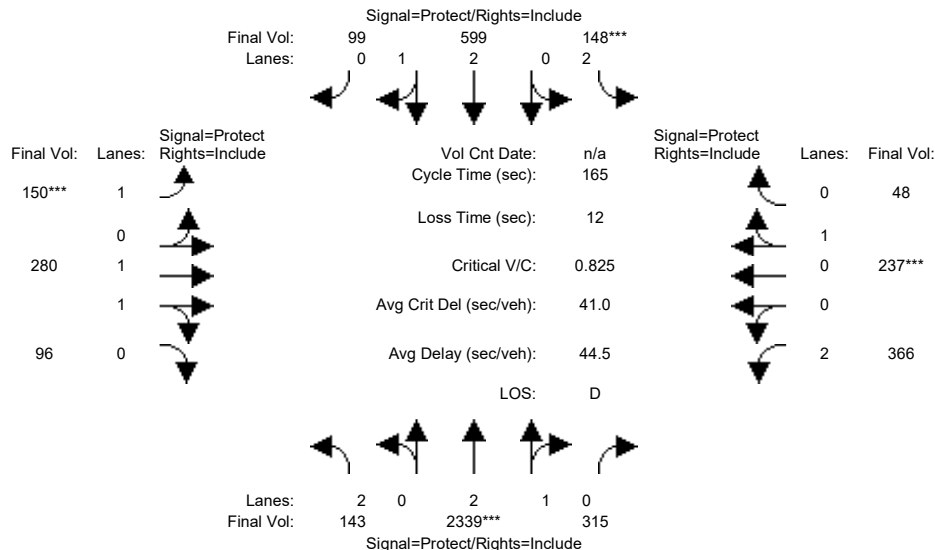 Signal=Protect/Rights=Include
Final Vol: 99 599 148***
Lanes: 0 1 2 0 2
Signal=Protect
Final Vol: Lanes: Rights=Include
Vol Cnt Date: n/a
Signal=Protect
Rights=Include Lanes: Final Vol:
Cycle Time (sec): 165
150*** 1
0 48
Loss Time (sec): 12
0
1
280 1
Critical V/C: 0.825
0 237***
1
Avg Crit Del (sec/veh): 41.0
0
96 0
Avg Delay (sec/veh): 44.5
2 366
LOS: D
Lanes: 2 0 2 1 0
Final Vol: 143 2339*** 315
Signal=Protect/Rights=Include